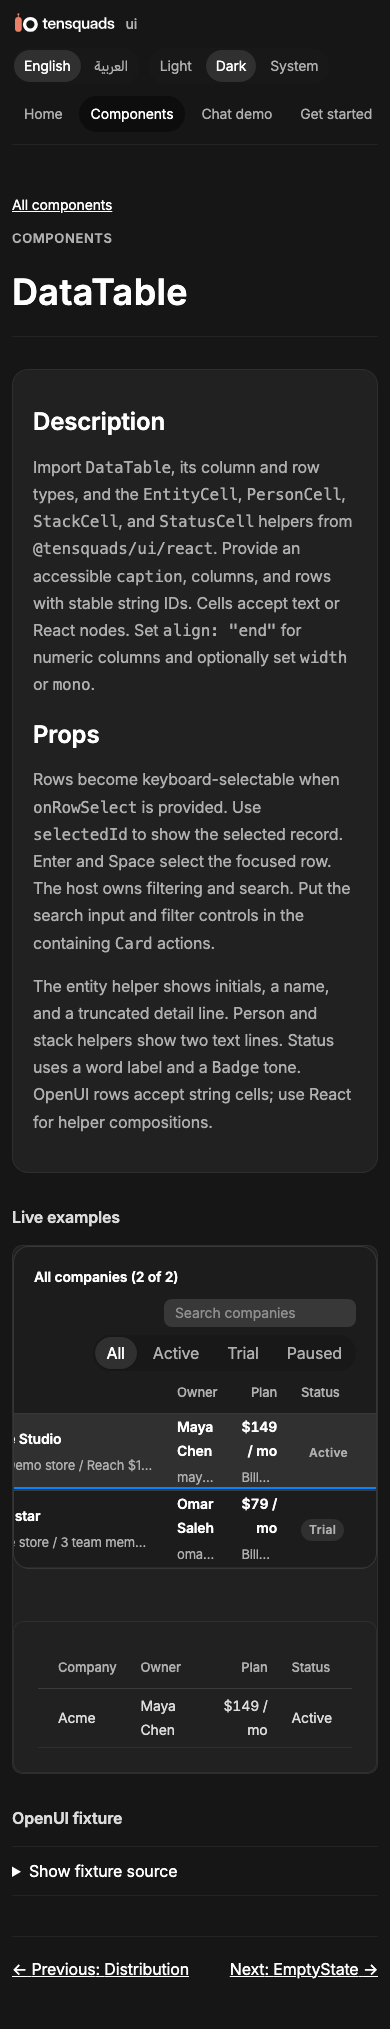 tensquads ui
English العربية Light Dark System
Home Components Chat demo Get started
All components
COMPONENTS
DataTable
Description
Import DataTable, its column and row
types, and the EntityCell, PersonCell,
StackCell, and StatusCell helpers from
@tensquads/ui/react. Provide an
accessible caption, columns, and rows
with stable string IDs. Cells accept text or
React nodes. Set align: "end" for
numeric columns and optionally set width
or mono.
Props
Rows become keyboard-selectable when
onRowSelect is provided. Use
selectedId to show the selected record.
Enter and Space select the focused row.
The host owns filtering and search. Put the
search input and filter controls in the
containing Card actions.
The entity helper shows initials, a name,
and a truncated detail line. Person and
stack helpers show two text lines. Status
uses a word label and a Badge tone.
OpenUI rows accept string cells; use React
for helper compositions.
Live examples
All companies (2 of 2)
Search companies
All Active Trial Paused
Owner Plan Status
Studio
emo store / Reach $1...
Maya
Chen
may...
$149
/ mo
Bill...
Active
star
store / 3 team mem...
Omar
Saleh
oma...
$79 /
mo
Bill...
Trial
Company Owner Plan Status
Acme
Maya
Chen
$149 /
mo
Active
OpenUI fixture
Show fixture source
← Previous: Distribution
Next: EmptyState →